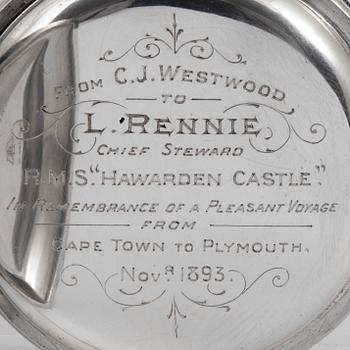 FROM C.J. WESTWOOD
TO
L. RENNIE,
CHIEF STEWARD
R.M.S. "HAWARDEN CASTLE".
IN REMEMBRANCE OF A PLEASANT VOYAGE
FROM
CAPE TOWN TO PLYMOUTH.
NOV.R 1893.